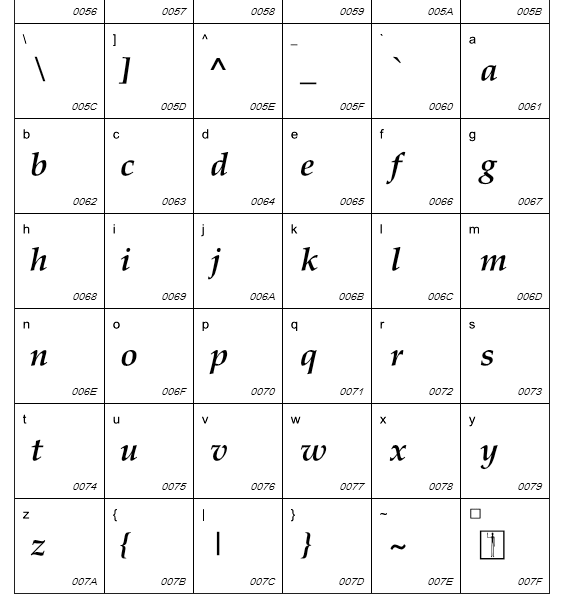 0056 0057 0058 0059 005A 005B
\ ] ^ _ ` a
\ ] ^ _ ` a
005C 005D 005E 005F 0060 0061
b c d e f g
b c d e f g
0062 0063 0064 0065 0066 0067
h i j k l m
h i j k l m
0068 0069 006A 006B 006C 006D
n o p q r s
n o p q r s
006E 006F 0070 0071 0072 0073
t u v w x y
t u v w x y
0074 0075 0076 0077 0078 0079
z { | } ~ □
z { | } ~
007A 007B 007C 007D 007E 007F